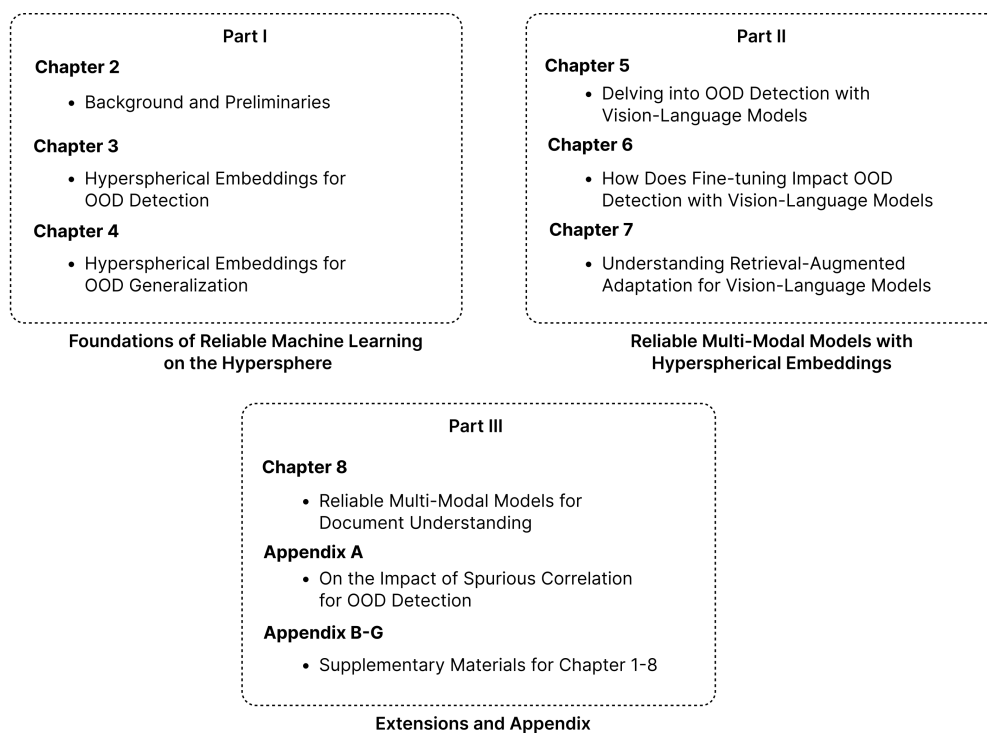 Part I
Chapter 2
• Background and Preliminaries
Chapter 3
• Hyperspherical Embeddings for
OOD Detection
Chapter 4
• Hyperspherical Embeddings for
OOD Generalization
Foundations of Reliable Machine Learning
on the Hypersphere
Part II
Chapter 5
• Delving into OOD Detection with
Vision-Language Models
Chapter 6
• How Does Fine-tuning Impact OOD
Detection with Vision-Language Models
Chapter 7
• Understanding Retrieval-Augmented
Adaptation for Vision-Language Models
Reliable Multi-Modal Models with
Hyperspherical Embeddings
Part III
Chapter 8
• Reliable Multi-Modal Models for
Document Understanding
Appendix A
• On the Impact of Spurious Correlation
for OOD Detection
Appendix B-G
• Supplementary Materials for Chapter 1-8
Extensions and Appendix